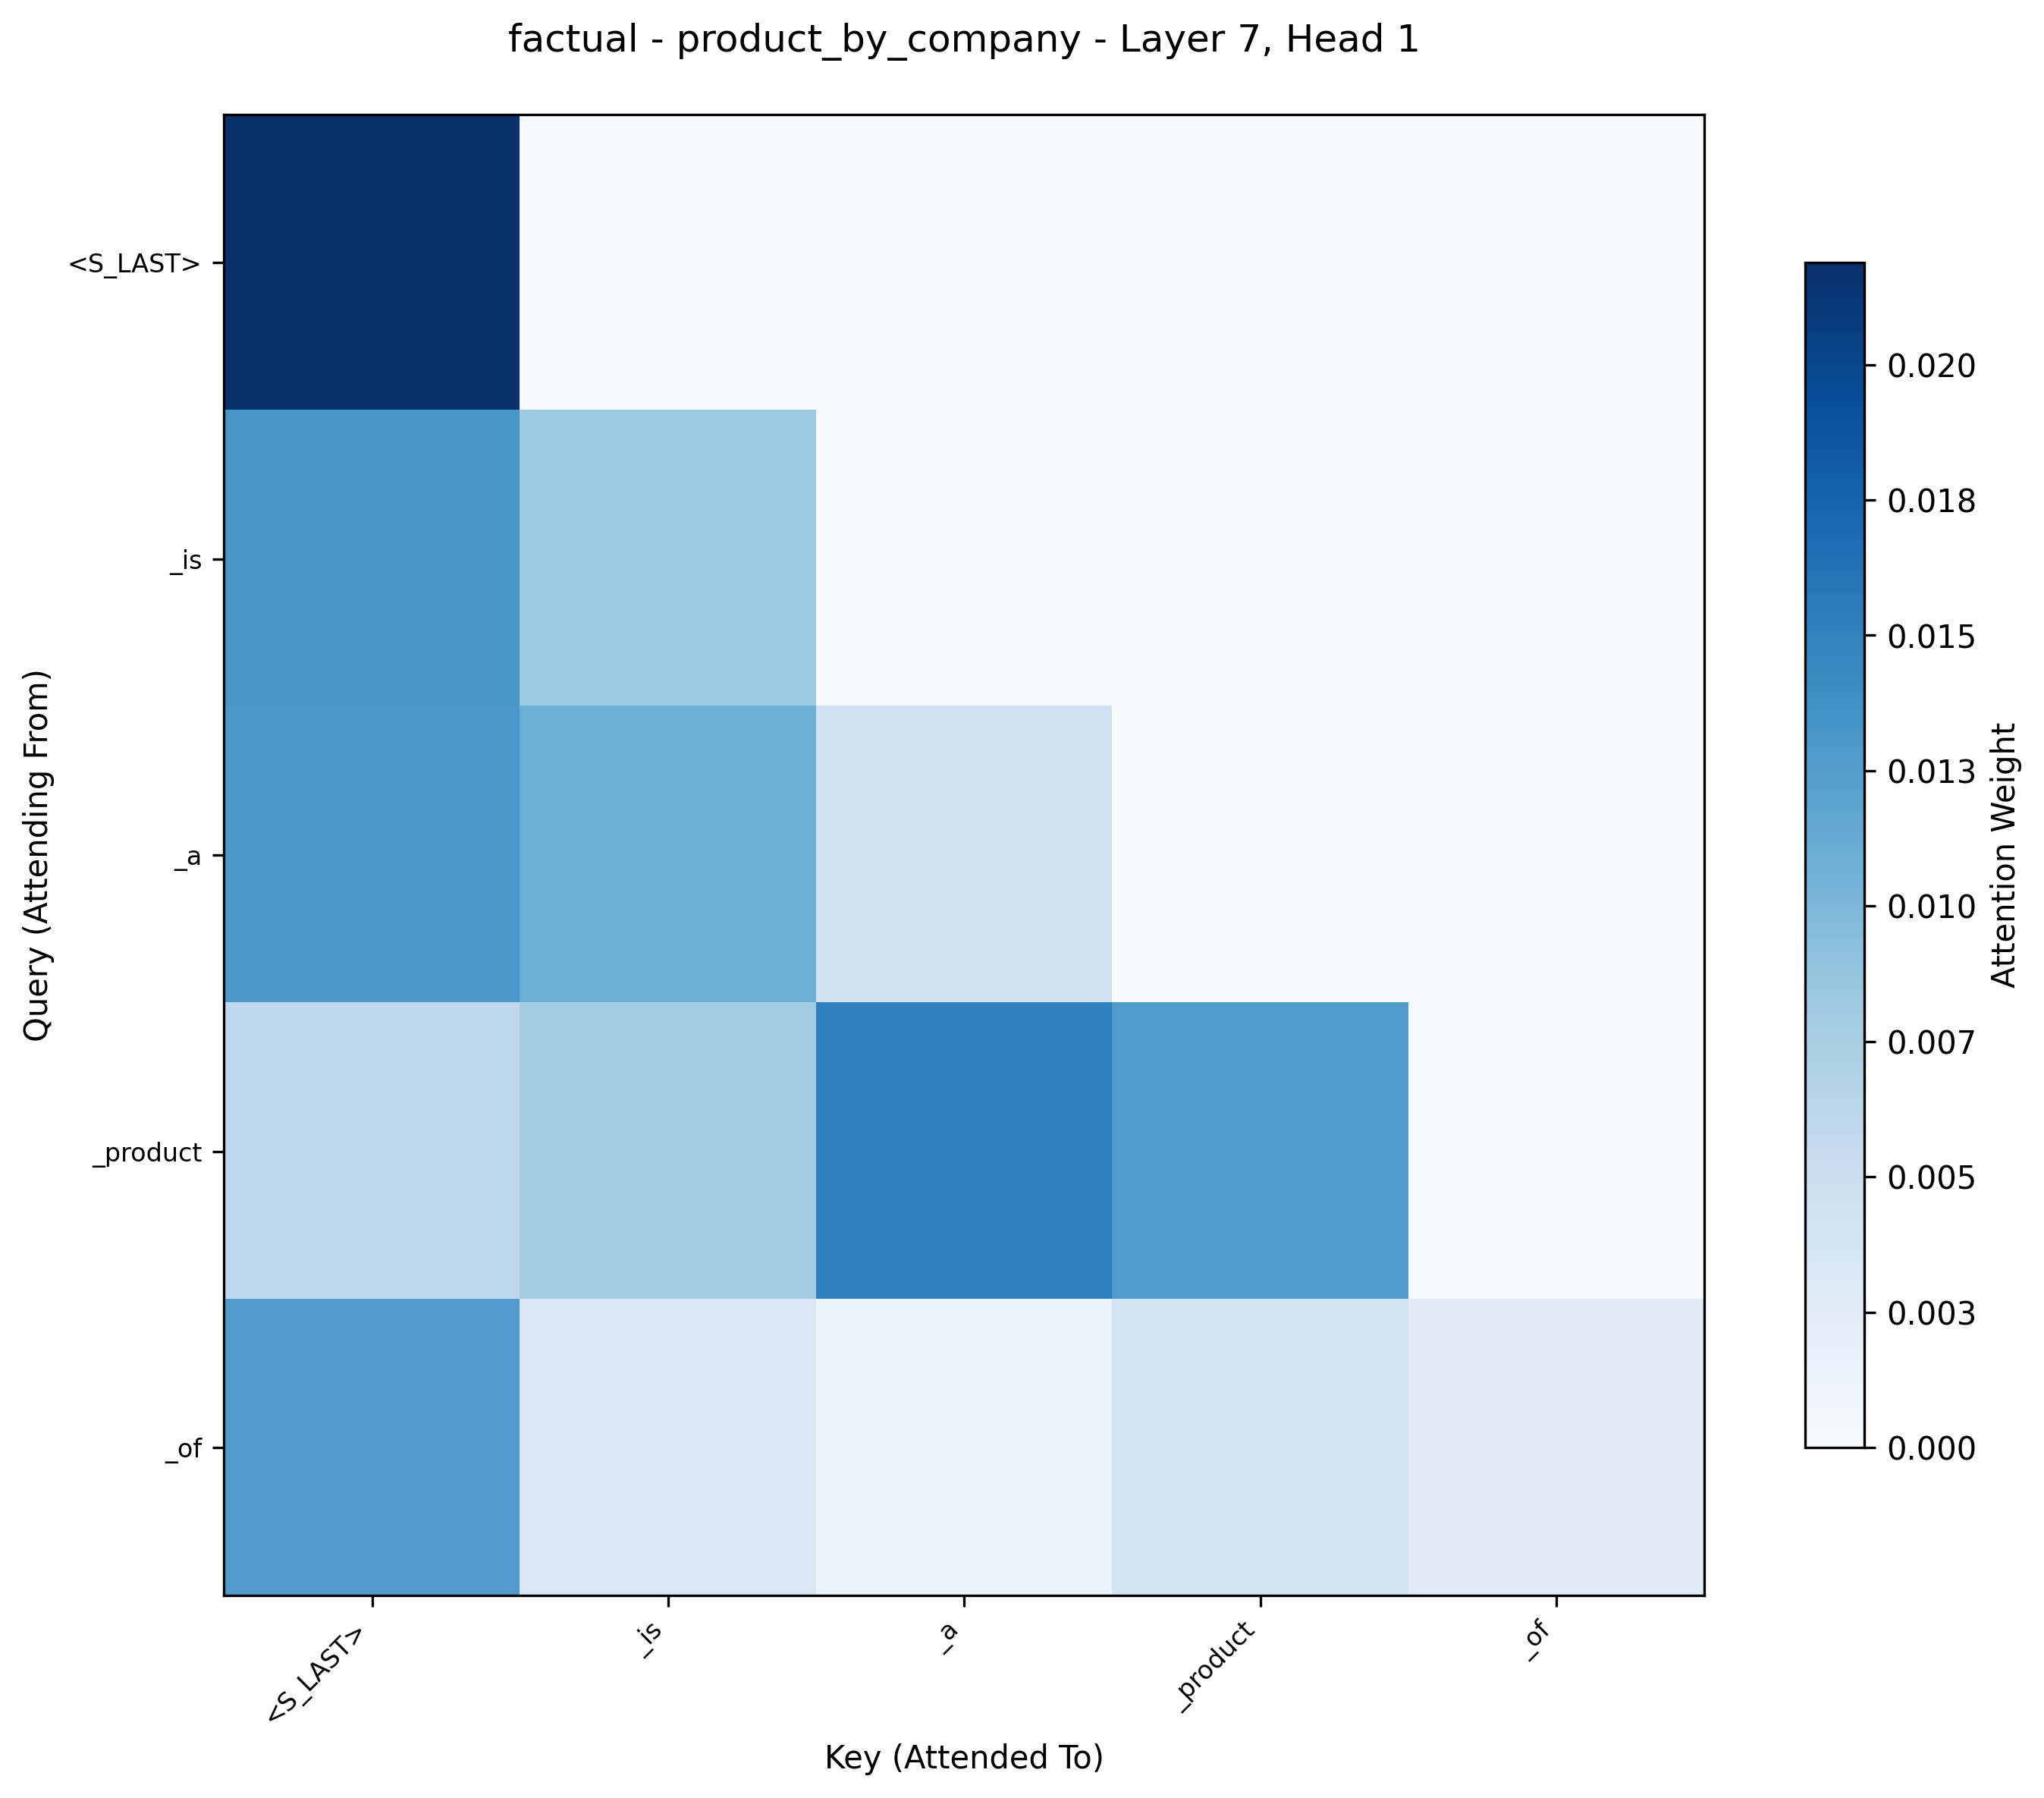 factual - product_by_company - Layer 7, Head 1
Query (Attending From)
<S_LAST>
_is
_a
_product
_of
<S_LAST>
_is
_a
_product
_of
Key (Attended To)
0.020
0.018
0.015
0.013
0.010
0.007
0.005
0.003
0.000
Attention Weight